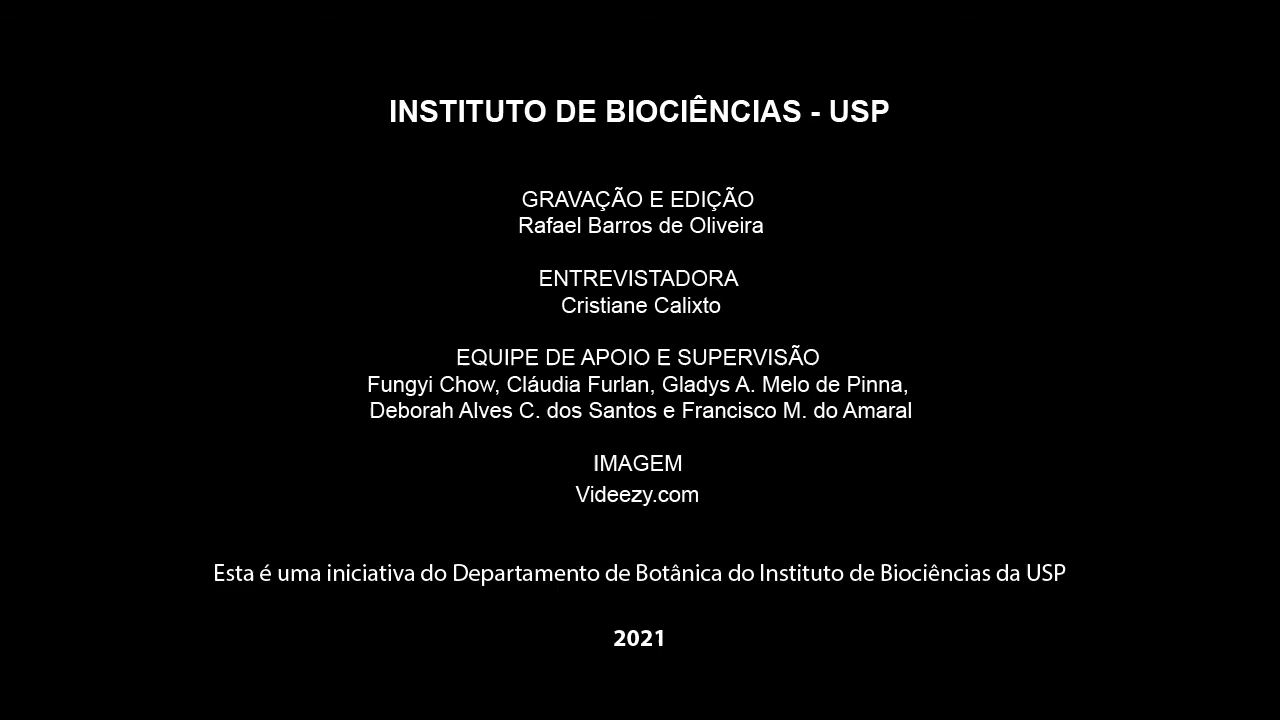 INSTITUTO DE BIOCIÊNCIAS - USP
GRAVAÇÃO E EDIÇÃO
Rafael Barros de Oliveira
ENTREVISTADORA
Cristiane Calixto
EQUIPE DE APOIO E SUPERVISÃO
Fungyi Chow, Cláudia Furlan, Gladys A. Melo de Pinna,
Deborah Alves C. dos Santos e Francisco M. do Amaral
IMAGEM
Videezy.com
Esta é uma iniciativa do Departamento de Botânica do Instituto de Biociências da USP
2021